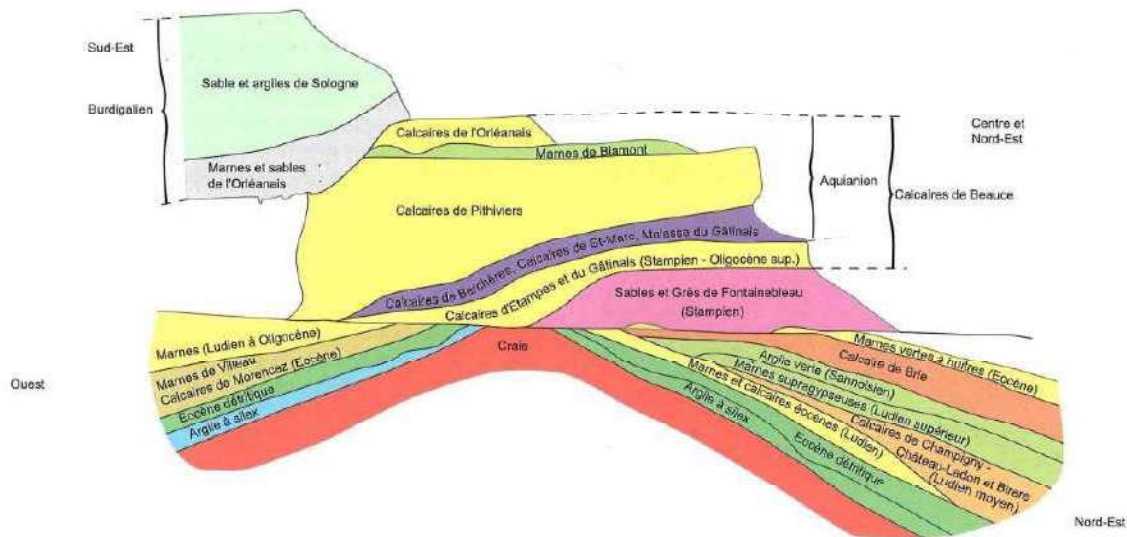 Sud-Est
Burdigalien
Sable et argiles de Sologne
Marnes et sables
de l'Orléanais
Calcaires de l'Orléanais
Marnes de Blamont
Centre et
Nord-Est
Aquianien
Calcaires de Beauce
Calcaires de Pithiviers
Calcaires de Berchères, Calcaires de St-Marc, Molasse du Gâtinais
Calcaires d'Etampes et du Gâtinais (Stampien - Oligocène sup.)
Sables et Grès de Fontainebleau
(Stampien)
Marnes (Ludien à Oligocène)
Marnes de Villeau
Calcaires de Morencez (Eocène)
Eocène détritique
Argile à silex
Ouest
Craie
Marnes vertes à huîtres (Eocène)
Calcaire de Brie
Argile verte (Sannoisien)
Marnes supragypseuses (Ludien supérieur)
Marnes et calcaires éocènes (Ludien)
Argile à silex
Eocène détritique
Calcaires de Champigny -
Château-Ladon et Birere
(Ludien moyen)
Nord-Est